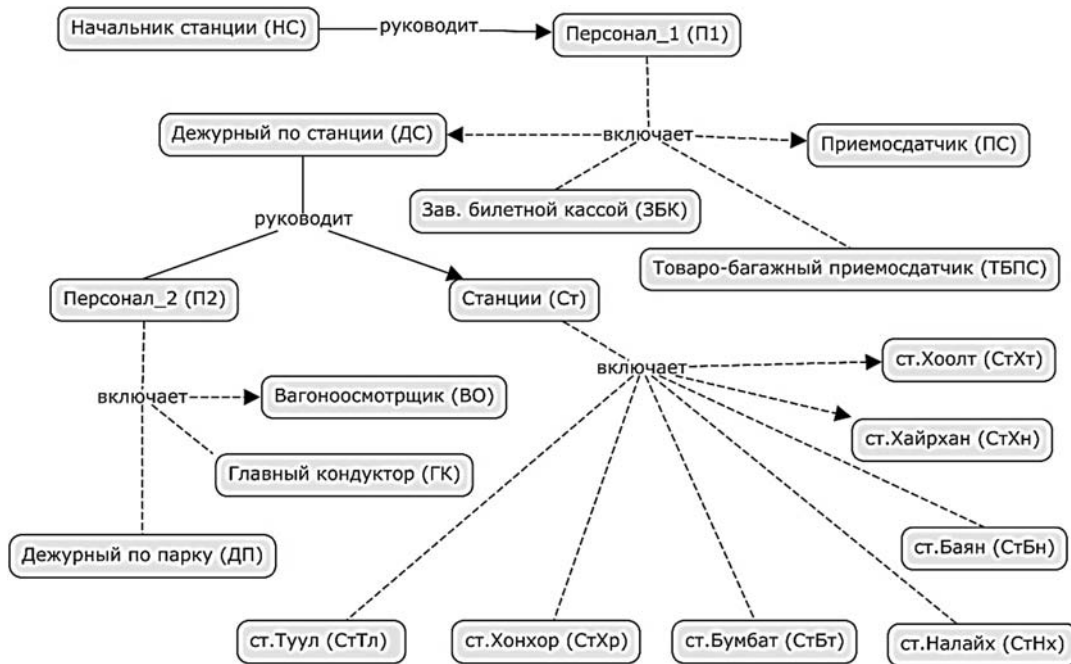 Начальник станции (НС)
руководит
Персонал_1 (П1)
Дежурный по станции (ДС)
включает
Приемосдатчик (ПС)
Зав. билетной кассой (ЗБК)
руководит
Товаро-багажный приемосдатчик (ТБПС)
Персонал_2 (П2)
Станции (Ст)
включает
ст.Хоолт (СтХт)
включает
Вагоноосмотрщик (ВО)
ст.Хайрхан (СтХн)
Главный кондуктор (ГК)
ст.Баян (СтБн)
Дежурный по парку (ДП)
ст.Туул (СтТл)
ст.Хонхор (СтХр)
ст.Бумбат (СтБт)
ст.Налайх (СтНх)